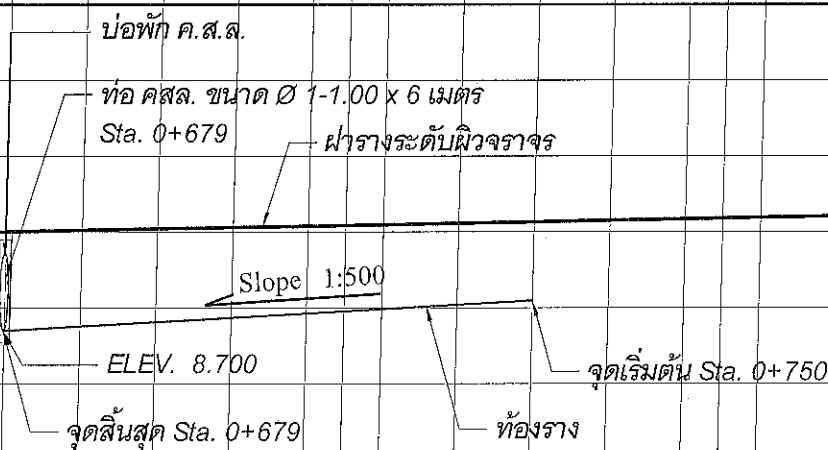 บ่อพัก ค.ส.ล.
ท่อ คสล. ขนาด Ø 1-1.00 x 6 เมตร
Sta. 0+679
ฝารางระดับผิวจราจร
Slope 1:500
ELEV. 8.700
จุดเริ่มต้น Sta. 0+750
จุดสิ้นสุด Sta. 0+679
ท้องราง